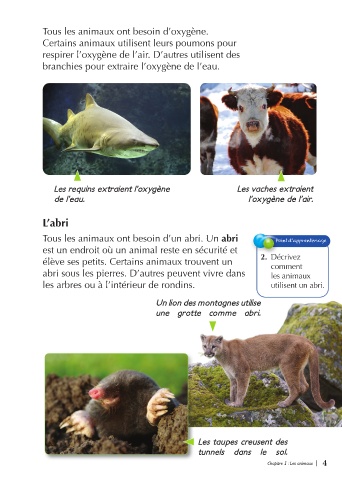 Tous les animaux ont besoin d'oxygène.
Certains animaux utilisent leurs poumons pour
respirer l'oxygène de l'air. D'autres utilisent des
branchies pour extraire l'oxygène de l'eau.
Les requins extraient l'oxygène
de l'eau.
Les vaches extraient
l'oxygène de l'air.
L'abri
Tous les animaux ont besoin d'un abri. Un abri
est un endroit où un animal reste en sécurité et
élève ses petits. Certains animaux trouvent un
abri sous les pierres. D'autres peuvent vivre dans
les arbres ou à l'intérieur de rondins.
Point d'apprentissage
2. Décrivez
comment
les animaux
utilisent un abri.
Un lion des montagnes utilise
une grotte comme abri.
Les taupes creusent des
tunnels dans le sol.
Chapitre 1 : Les animaux | 4